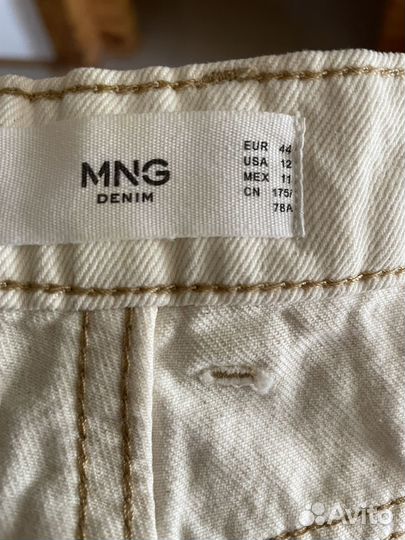 MNG
DENIM
EUR 44
USA 12
MEX 11
CN 175/
78A
Avito